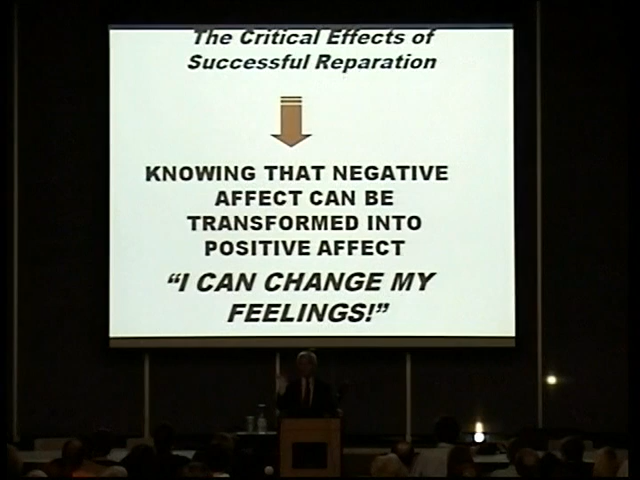 The Critical Effects of
Successful Reparation
KNOWING THAT NEGATIVE
AFFECT CAN BE
TRANSFORMED INTO
POSITIVE AFFECT
“I CAN CHANGE MY
FEELINGS!”